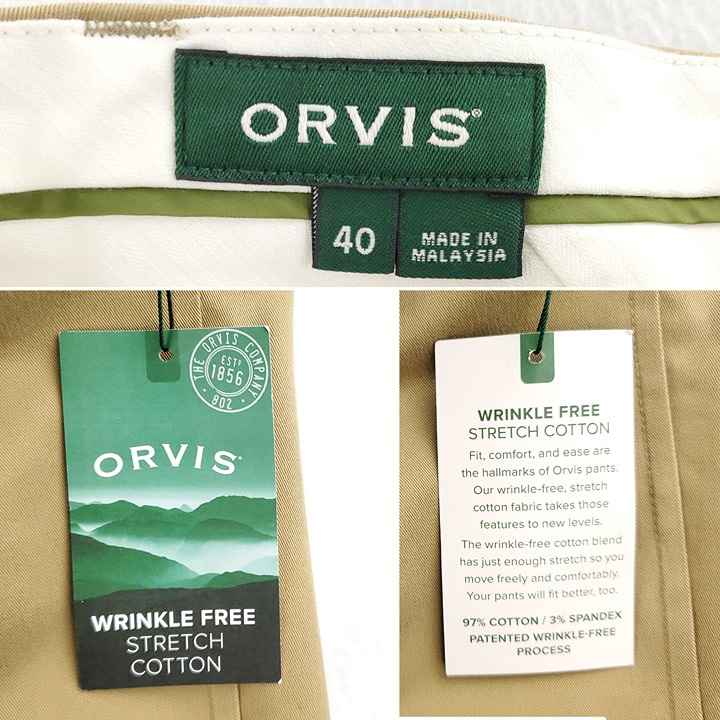 ORVIS®
40
MADE IN
MALAYSIA
THE ORVIS COMPANY
ESTD
1856
802
ORVIS
WRINKLE FREE
STRETCH
COTTON
WRINKLE FREE
STRETCH COTTON
Fit, comfort, and ease are
the hallmarks of Orvis pants.
Our wrinkle-free, stretch
cotton fabric takes those
features to new levels.
The wrinkle-free cotton blend
has just enough stretch so you
move freely and comfortably.
Your pants will fit better, too.
97% COTTON / 3% SPANDEX
PATENTED WRINKLE-FREE
PROCESS